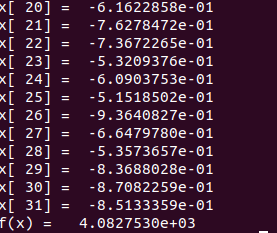 x[ 20] =  -6.1622858e-01
x[ 21] =  -7.6278472e-01
x[ 22] =  -7.3672265e-01
x[ 23] =  -5.3209376e-01
x[ 24] =  -6.0903753e-01
x[ 25] =  -5.1518502e-01
x[ 26] =  -9.3640827e-01
x[ 27] =  -6.6479780e-01
x[ 28] =  -5.3573657e-01
x[ 29] =  -8.3688028e-01
x[ 30] =  -8.7082259e-01
x[ 31] =  -8.5133359e-01
f(x) =   4.0827530e+03